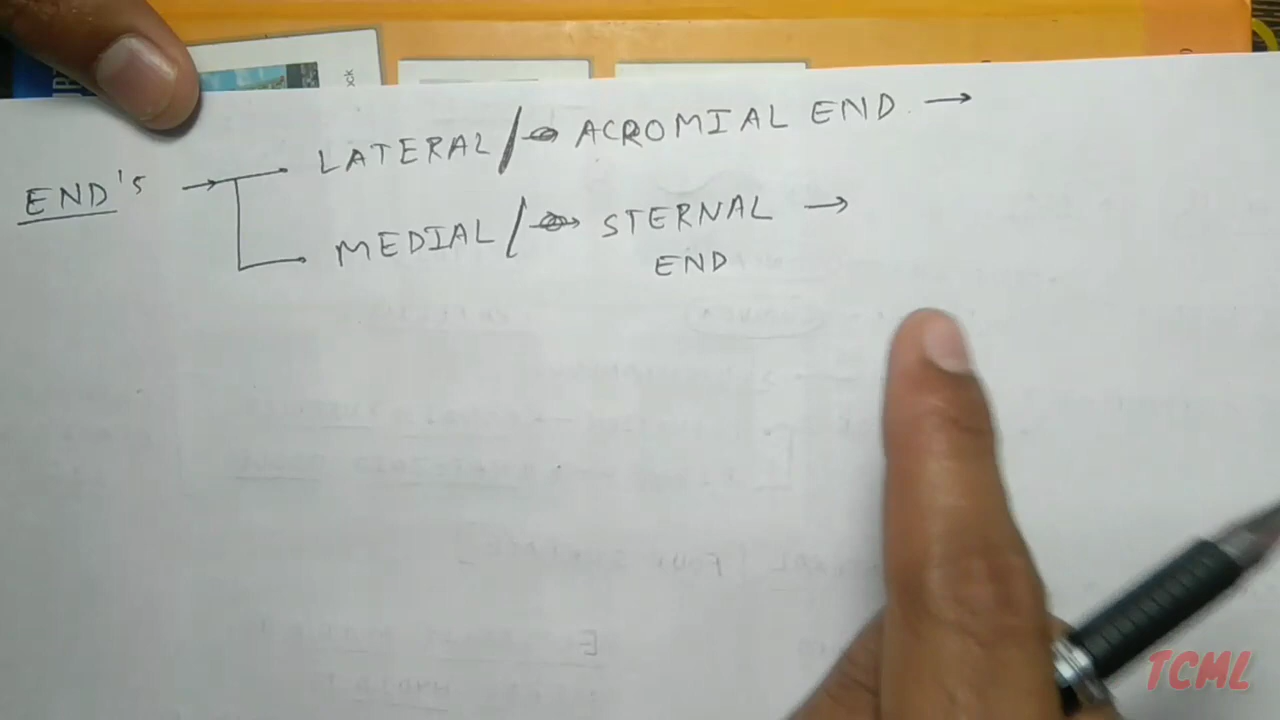 LATERAL / ACROMIAL END →
END's →
MEDIAL / STERNAL →
END
TCML